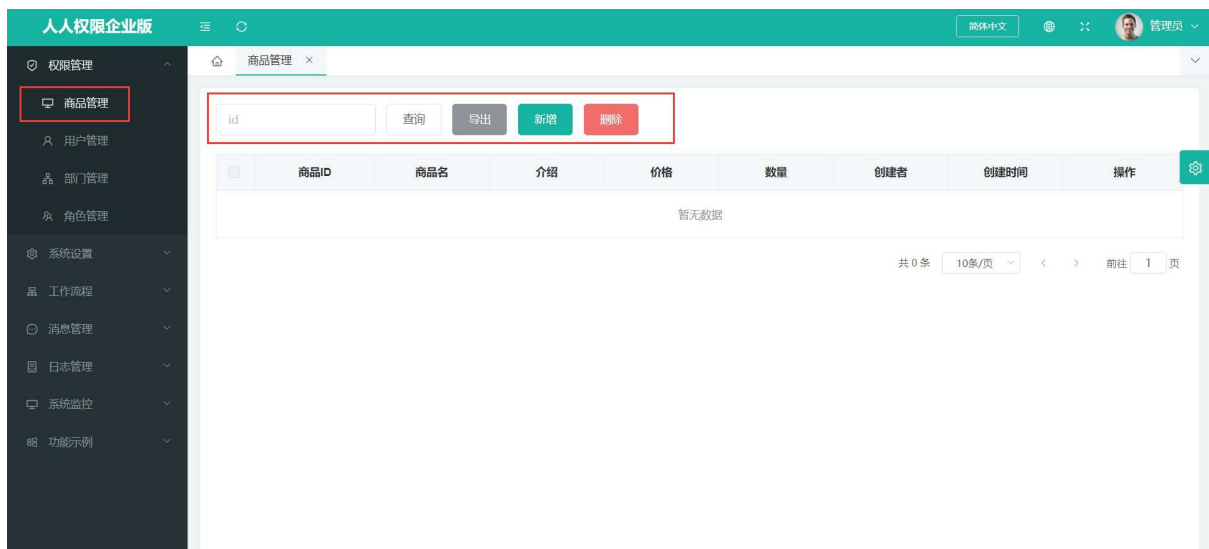 人人权限企业版
简体中文
管理员
权限管理
商品管理
用户管理
部门管理
角色管理
系统设置
工作流程
消息管理
日志管理
系统监控
功能示例
商品管理 ×
id 查询 导出 新增 删除
商品ID 商品名 介绍 价格 数量 创建者 创建时间 操作
暂无数据
共 0 条 10条/页 < > 前往 1 页